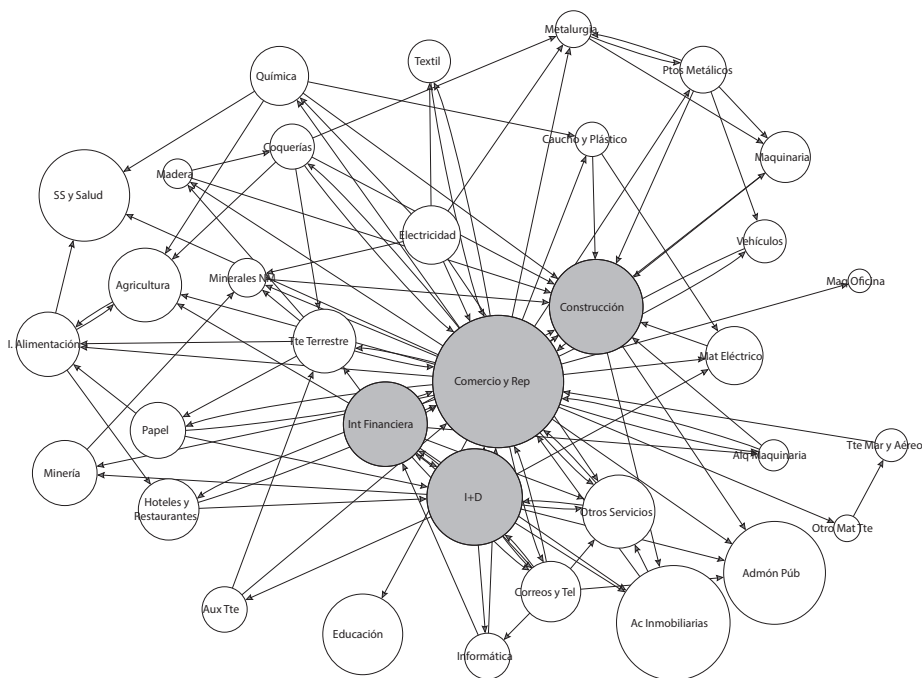 Metalurgia
Textil
Ptos Metálicos
Química
Caucho y Plástico
Coquerías
Maquinaria
Madera
SS y Salud
Electricidad
Vehículos
Minerales NM
Maq Oficina
Agricultura
Construcción
I. Alimentación
Tte Terrestre
Mat Eléctrico
Comercio y Rep
Int Financiera
Papel
Tte Mar y Aéreo
Alq Maquinaria
Minería
I+D
Hoteles y
Restaurantes
Otros Servicios
Otro Mat Tte
Admón Púb
Correos y Tel
Aux Tte
Ac Inmobiliarias
Educación
Informática